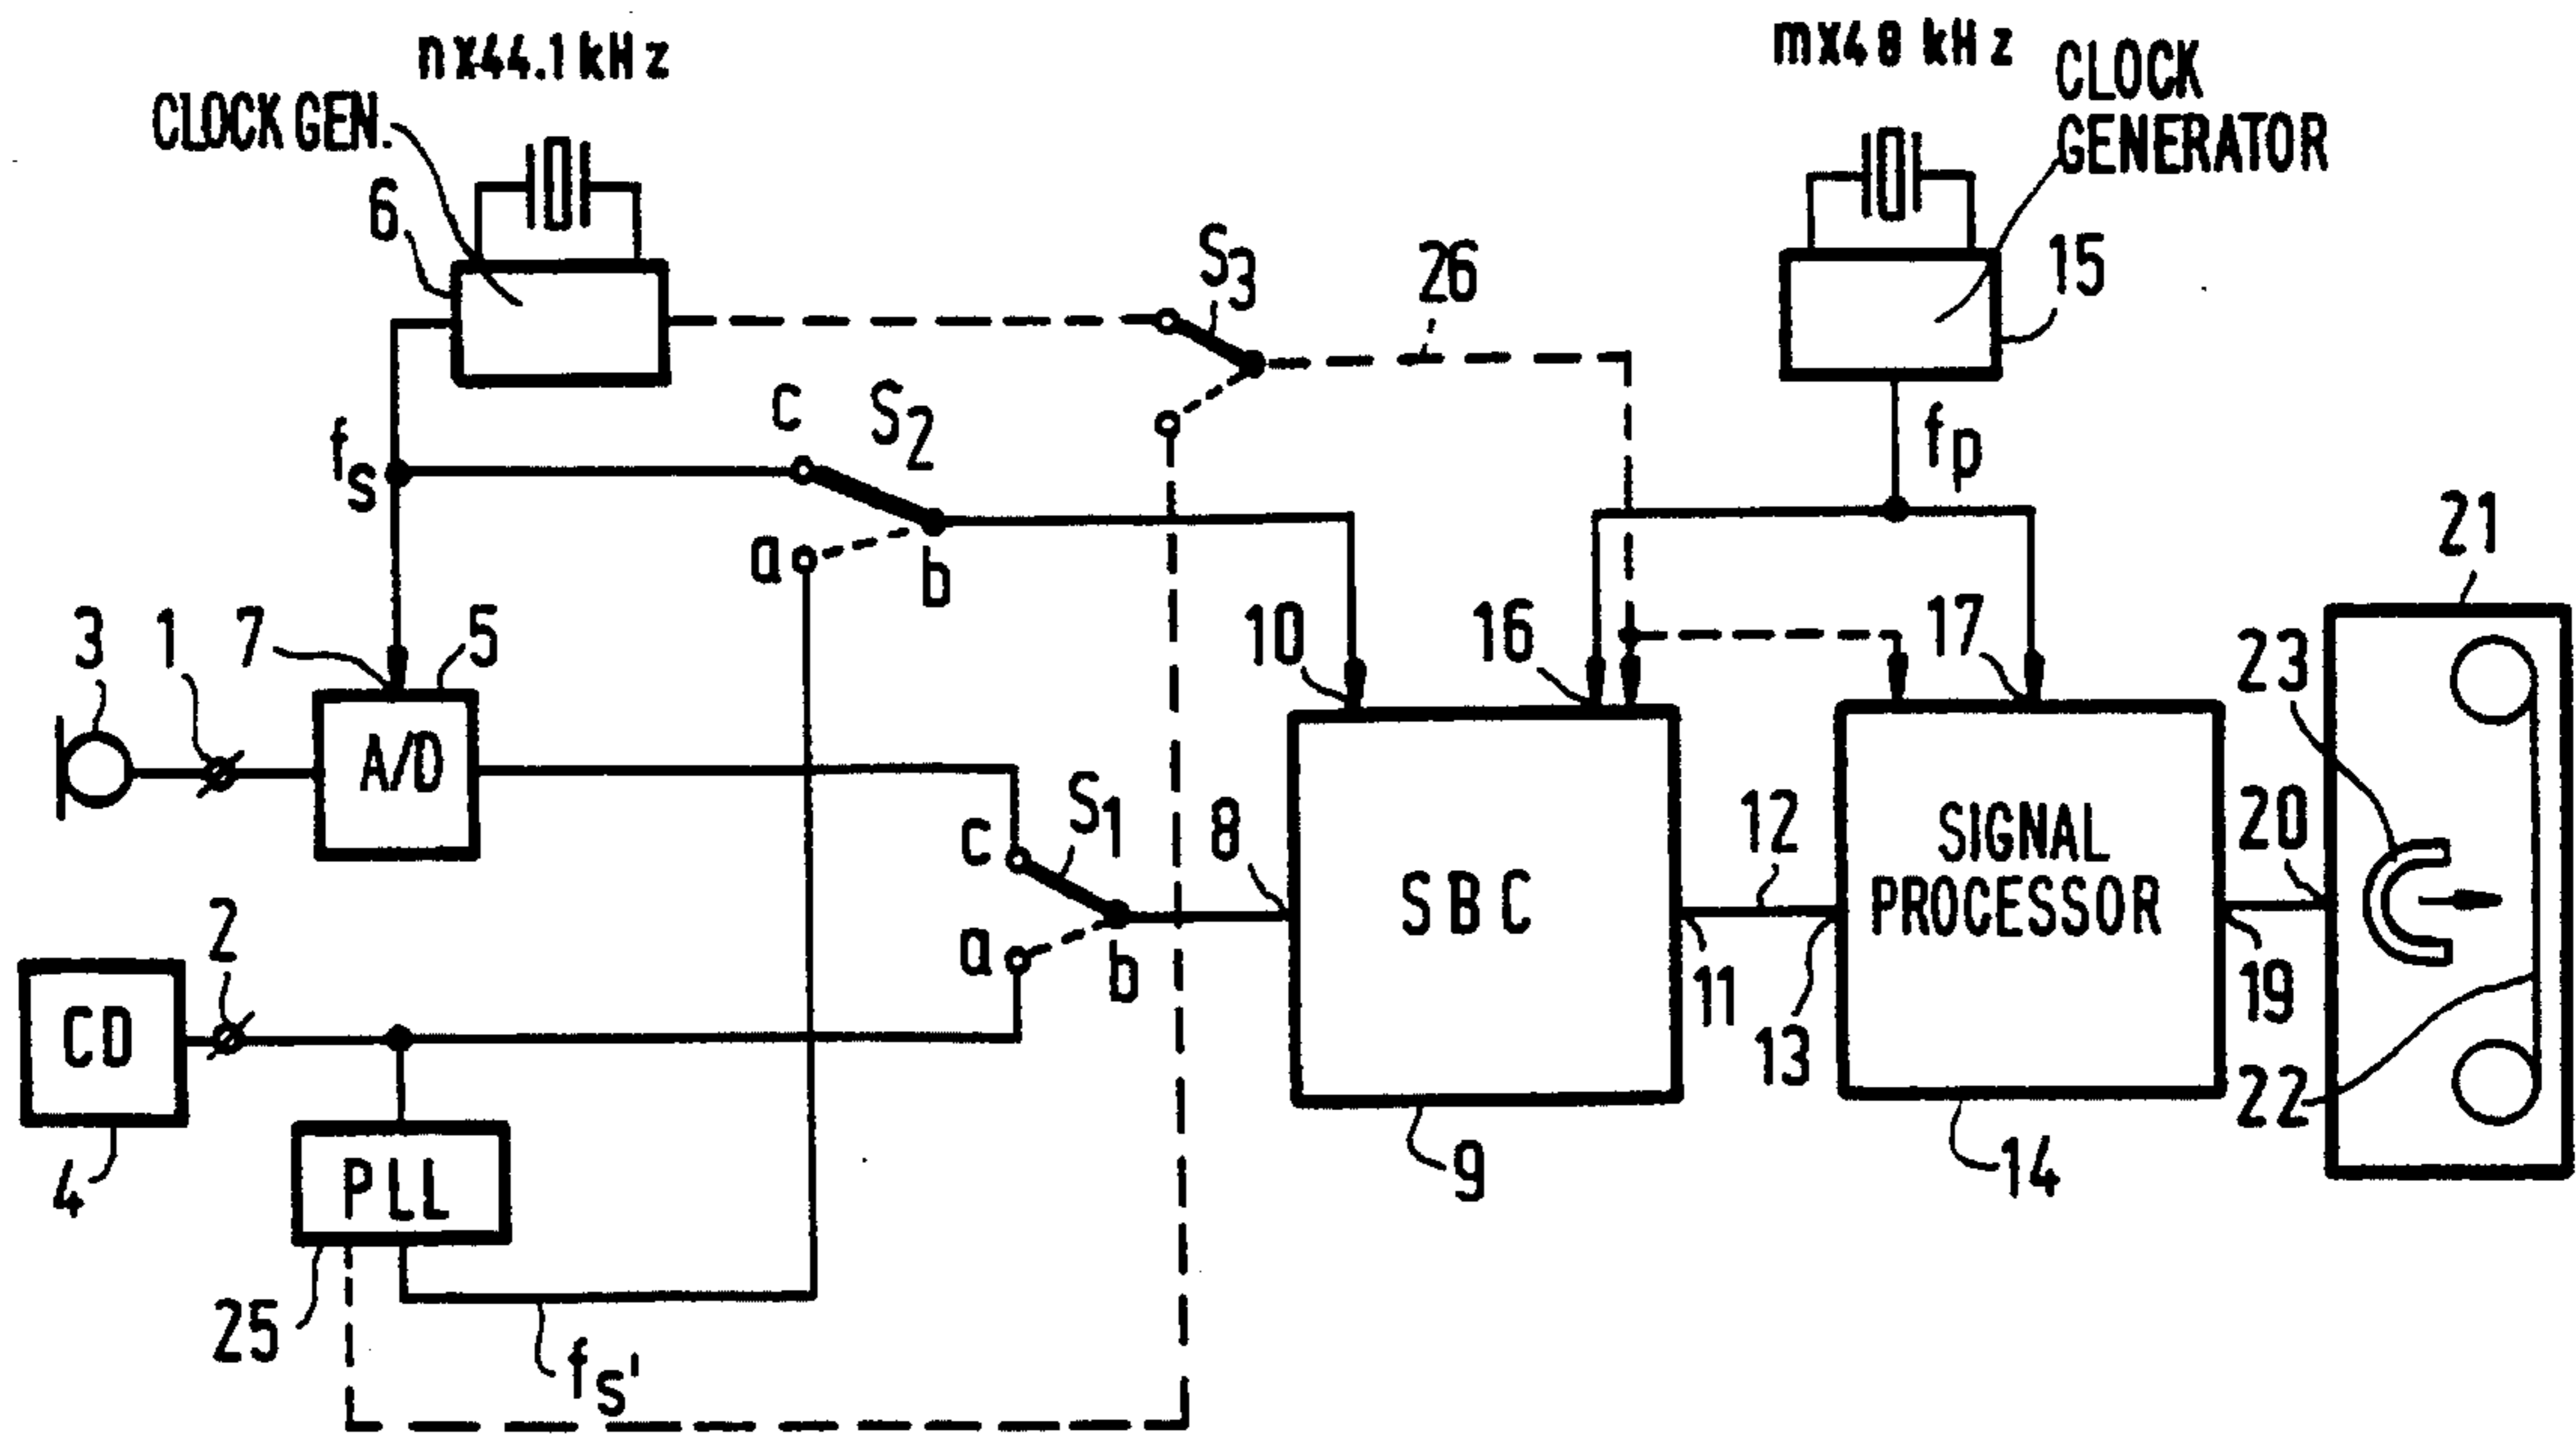 nx44.1 kHz
mx48 kHz
CLOCK GEN.
CLOCK
GENERATOR
6
S3
26
15
c S2
fs
fp
a
b
21
3
1
7
5
10
16
17
23
A/D
S1
c
8
12
SIGNAL
PROCESSOR
20
SBC
2
a
b
11
13
19
CD
22
4
PLL
9
14
25
fs'